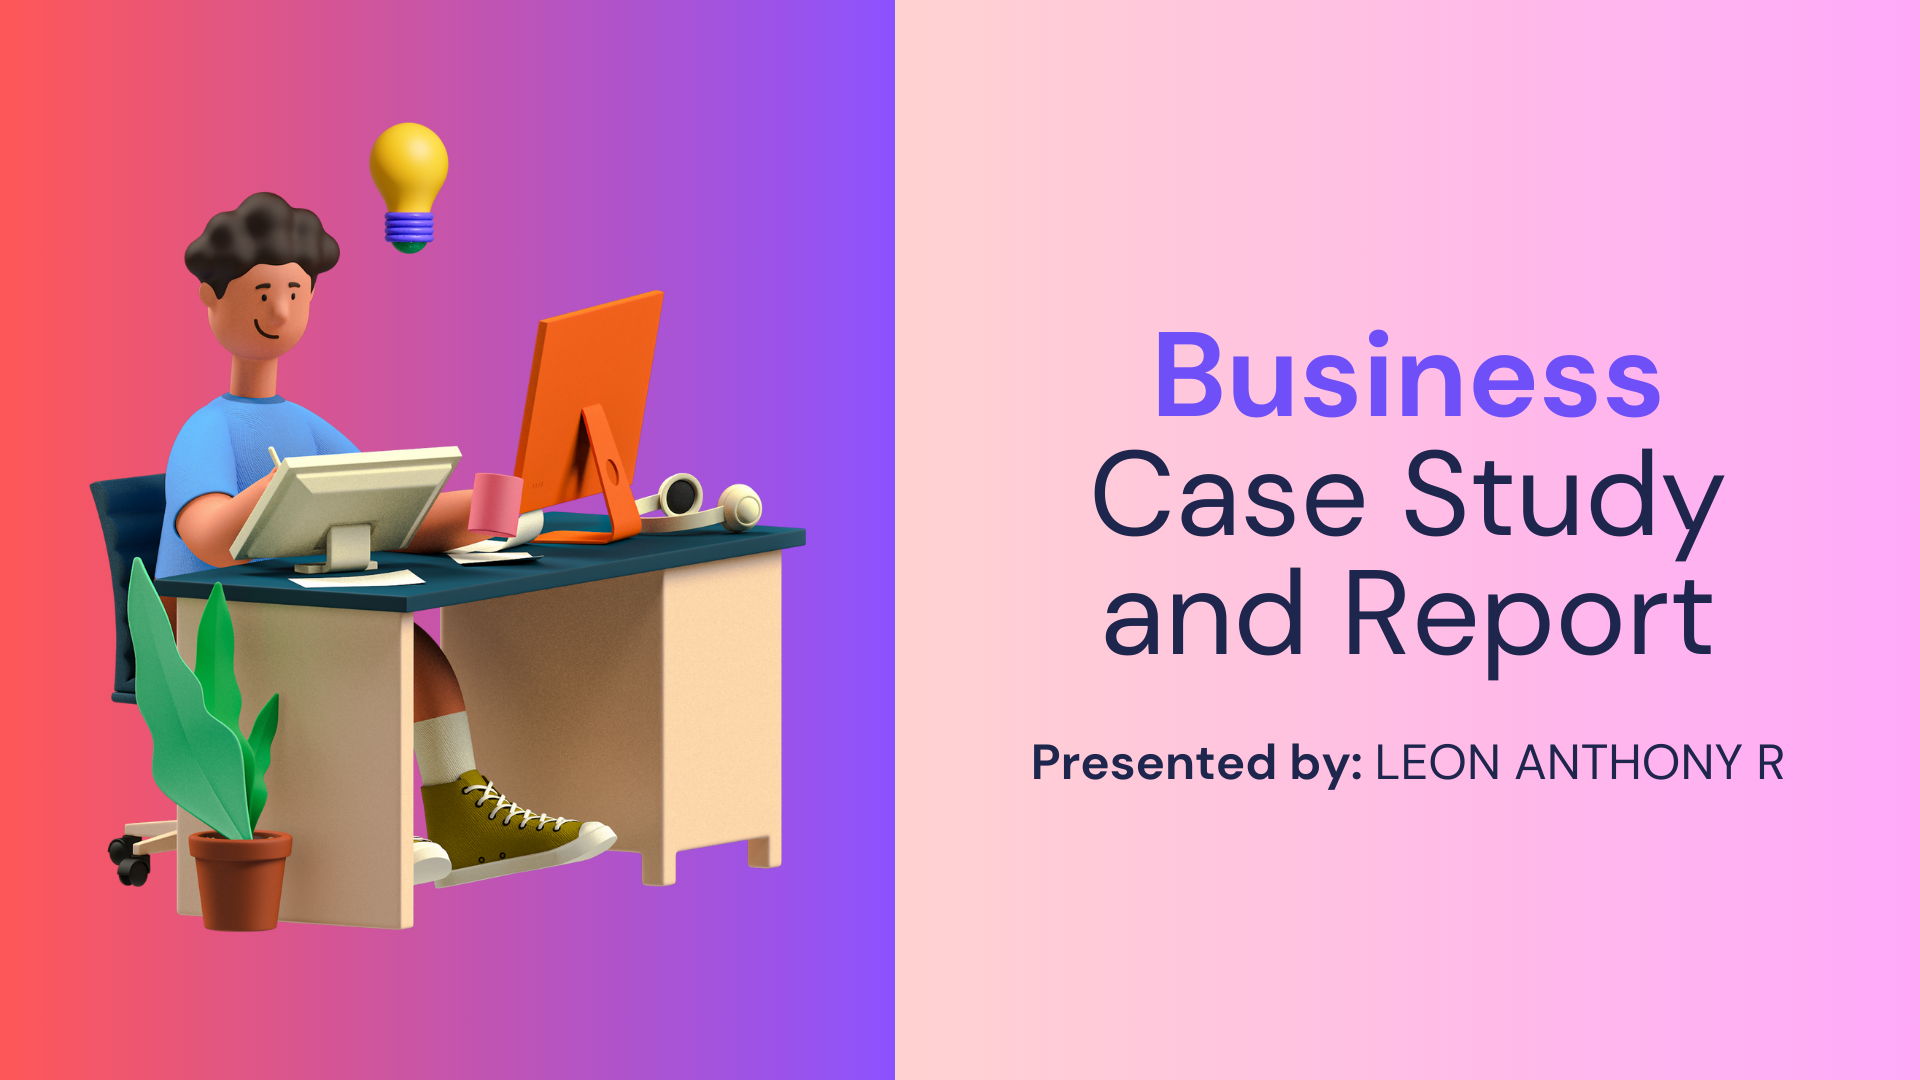 Business
Case Study
and Report
Presented by: LEON ANTHONY R